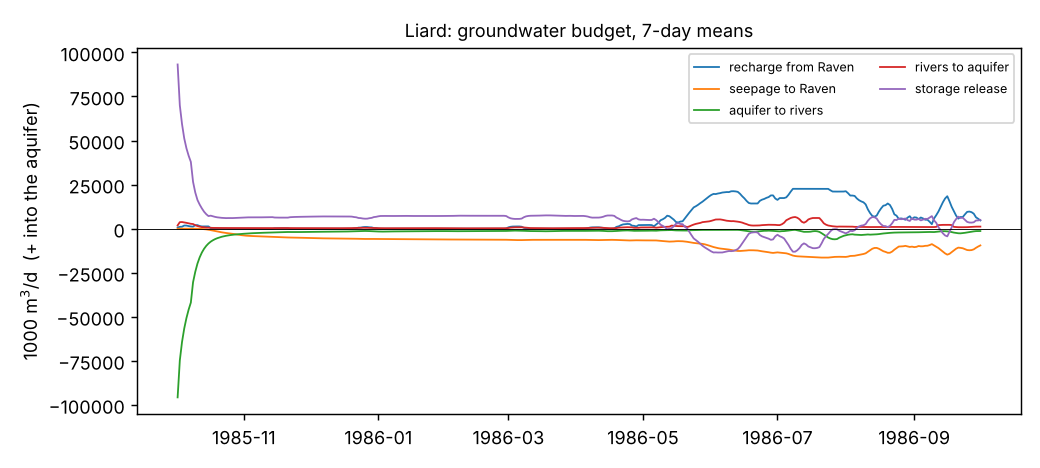 Liard: groundwater budget, 7-day means
1000 m³/d (+ into the aquifer)
100000
75000
50000
25000
0
−25000
−50000
−75000
−100000
recharge from Raven
seepage to Raven
aquifer to rivers
rivers to aquifer
storage release
1985-11
1986-01
1986-03
1986-05
1986-07
1986-09